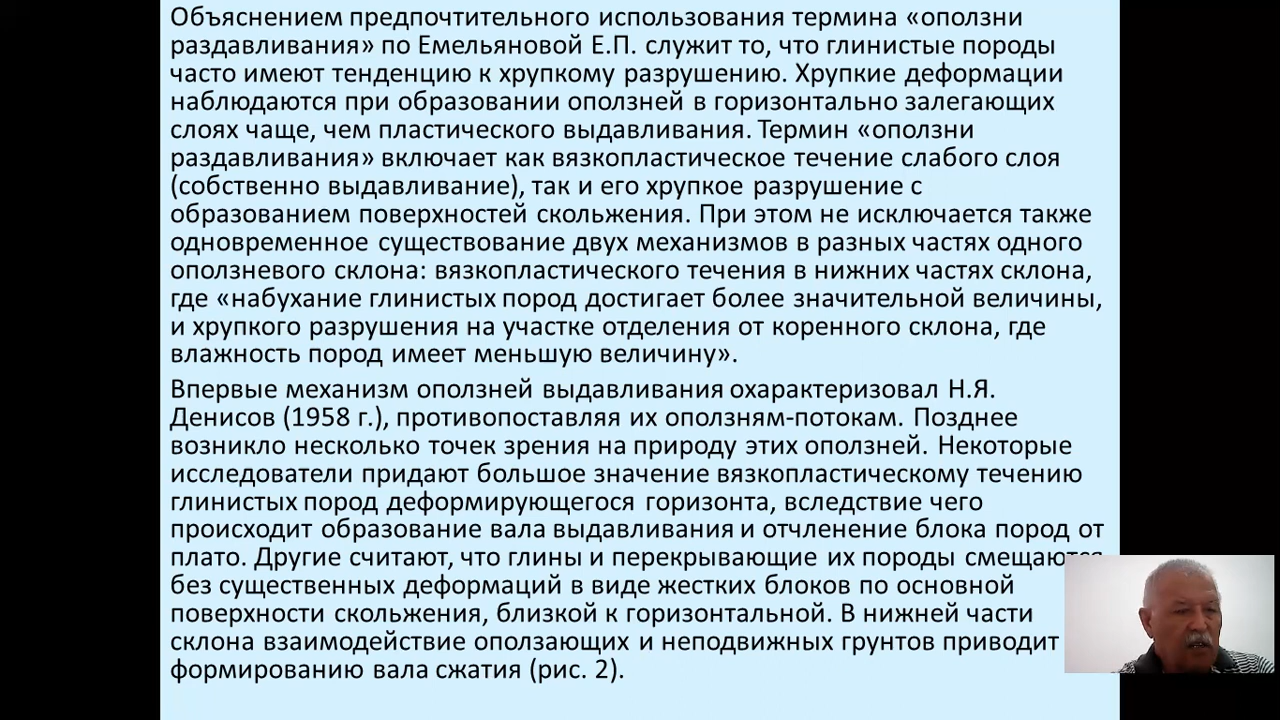 Объяснением предпочтительного использования термина «оползни
раздавливания» по Емельяновой Е.П. служит то, что глинистые породы
часто имеют тенденцию к хрупкому разрушению. Хрупкие деформации
наблюдаются при образовании оползней в горизонтально залегающих
слоях чаще, чем пластического выдавливания. Термин «оползни
раздавливания» включает как вязкопластическое течение слабого слоя
(собственно выдавливание), так и его хрупкое разрушение с
образованием поверхностей скольжения. При этом не исключается также
одновременное существование двух механизмов в разных частях одного
оползневого склона: вязкопластического течения в нижних частях склона,
где «набухание глинистых пород достигает более значительной величины,
и хрупкого разрушения на участке отделения от коренного склона, где
влажность пород имеет меньшую величину».
Впервые механизм оползней выдавливания охарактеризовал Н.Я.
Денисов (1958 г.), противопоставляя их оползням-потокам. Позднее
возникло несколько точек зрения на природу этих оползней. Некоторые
исследователи придают большое значение вязкопластическому течению
глинистых пород деформирующегося горизонта, вследствие чего
происходит образование вала выдавливания и отчленение блока пород от
плато. Другие считают, что глины и перекрывающие их породы смещаются
без существенных деформаций в виде жестких блоков по основной
поверхности скольжения, близкой к горизонтальной. В нижней части
склона взаимодействие оползающих и неподвижных грунтов приводит
формированию вала сжатия (рис. 2).